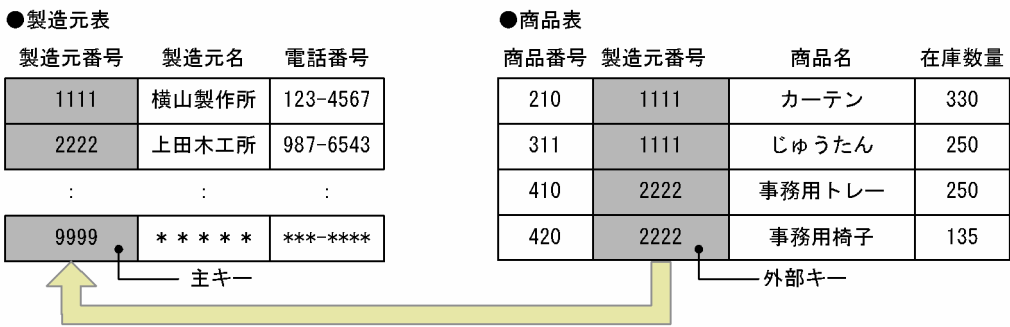 ●製造元表
製造元番号 製造元名 電話番号
1111 横山製作所 123-4567
2222 上田木工所 987-6543
: : :
9999 ***** ***-****
主キー
●商品表
商品番号 製造元番号 商品名 在庫数量
210 1111 カーテン 330
311 1111 じゅうたん 250
410 2222 事務用トレー 250
420 2222 事務用椅子 135
外部キー